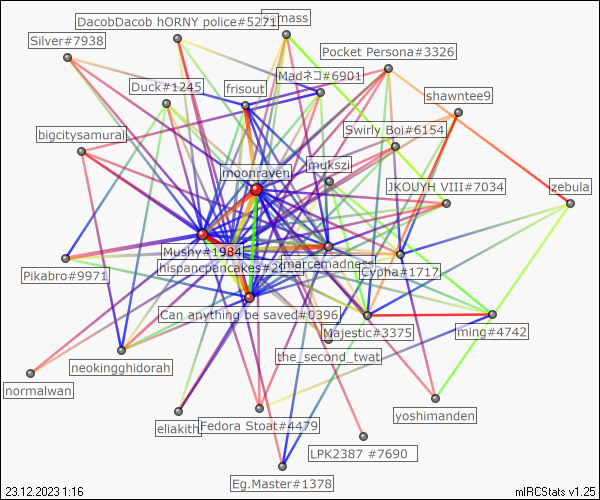 DacobDacob hORNY police#5271
mass
Silver#7938
Pocket Persona#3326
Madネコ#6901
Duck#1245
frisout
shawntee9
Swirly Boi#6154
bigcitysamurai
moonraven
mukszi
JKOUYH VIII#7034
zebula
Mushy#1984
hispancpancakes#2
marcemadness
Cypha#1717
Pikabro#9971
Can anything be saved#0396
Majestic#3375
ming#4742
the_second_twat
neokingghidorah
normalwan
yoshimanden
eliakith
Fedora Stoat#4479
LPK2387 #7690
Eg.Master#1378
23.12.2023 1:16
mIRCStats v1.25